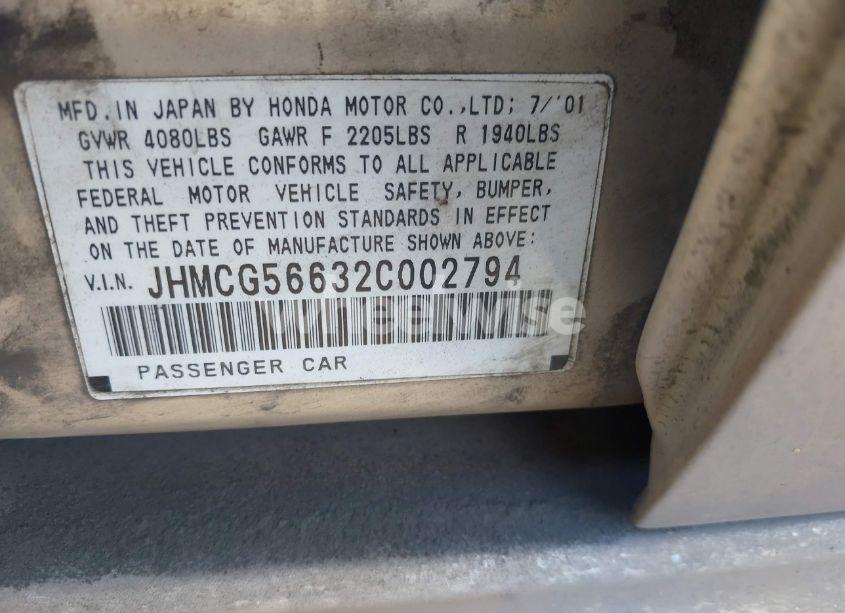 MFD.IN JAPAN BY HONDA MOTOR CO.,LTD; 7/'01
GVWR 4080LBS GAWR F 2205LBS R 1940LBS
THIS VEHICLE CONFORMS TO ALL APPLICABLE
FEDERAL MOTOR VEHICLE SAFETY, BUMPER,
AND THEFT PREVENTION STANDARDS IN EFFECT
ON THE DATE OF MANUFACTURE SHOWN ABOVE:
V.I.N. JHMCG56632C002794
wheelwise
PASSENGER CAR